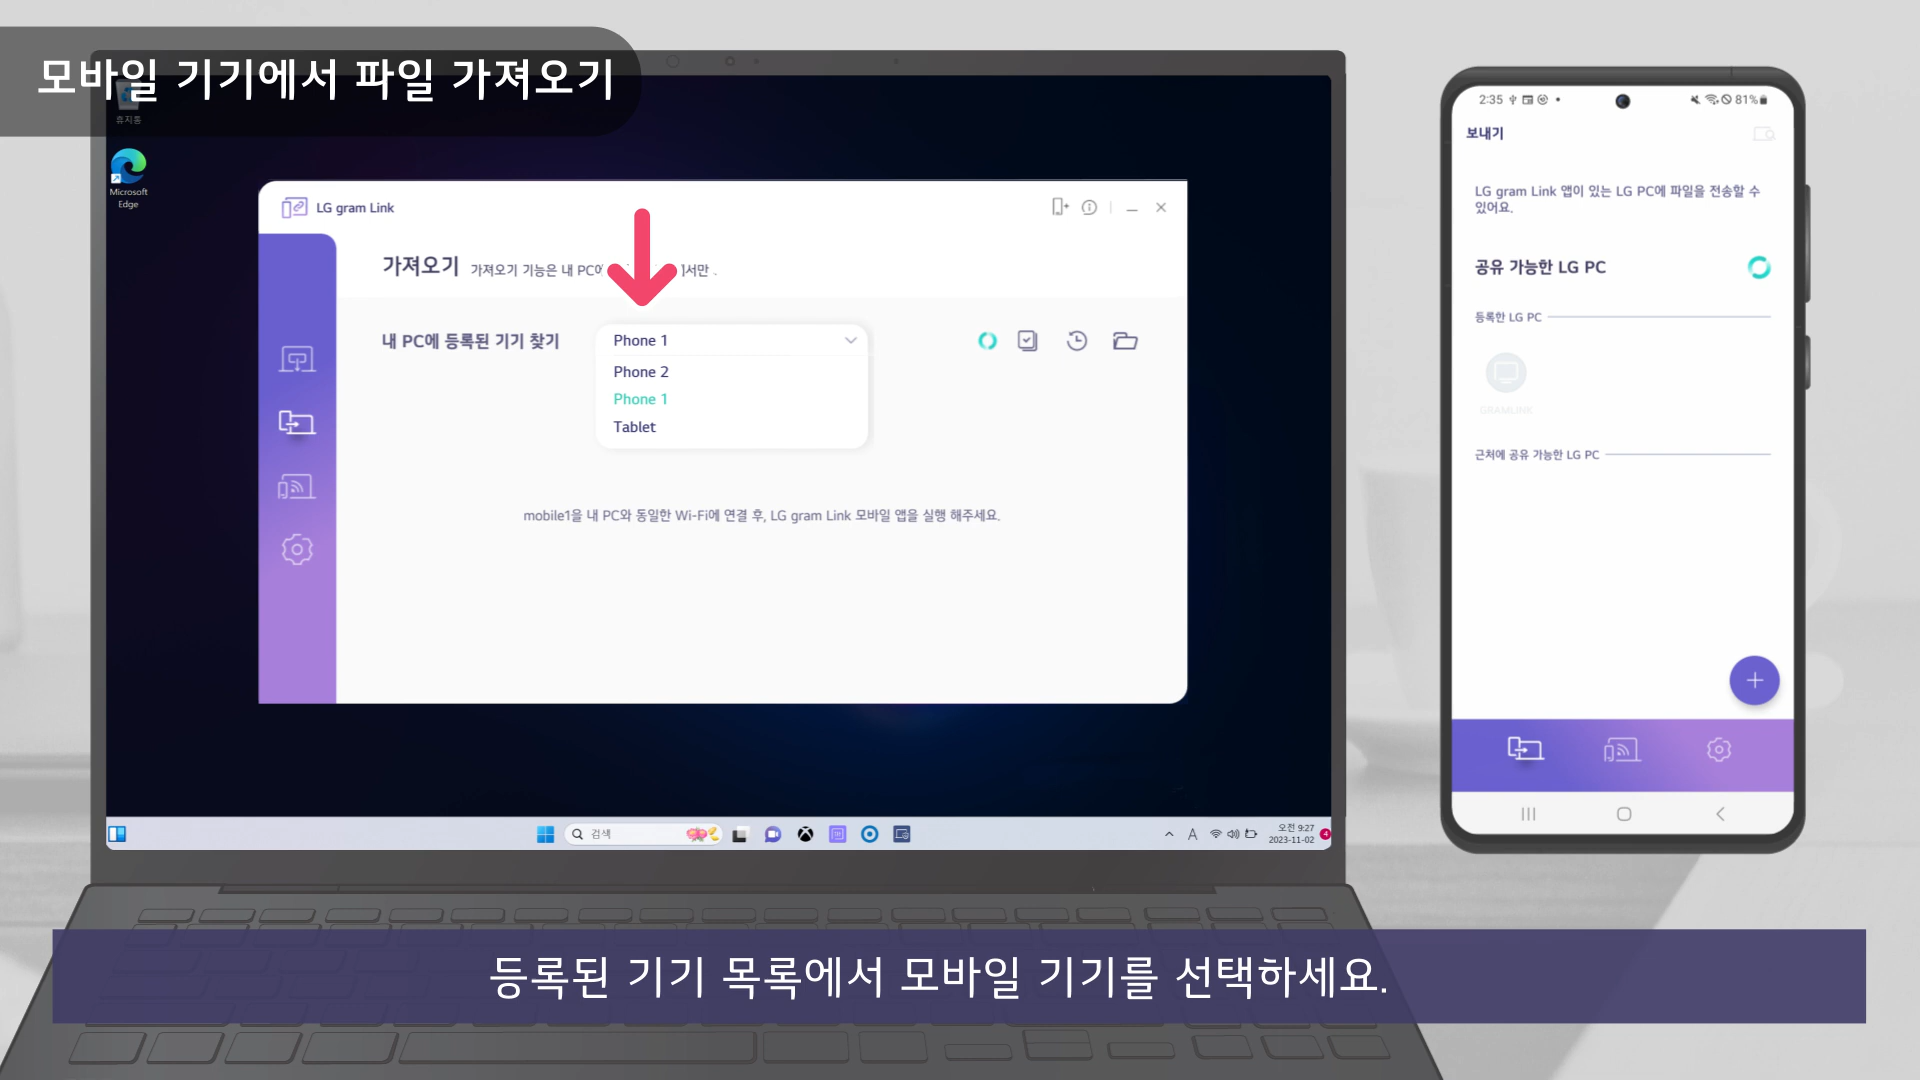 모바일 기기에서 파일 가져오기
휴지통
Microsoft
Edge
LG gram Link
가져오기 가져오기 기능은 내 PC에 서만 .
내 PC에 등록된 기기 찾기
Phone 1
Phone 2
Phone 1
Tablet
mobile1을 내 PC와 동일한 Wi-Fi에 연결 후, LG gram Link 모바일 앱을 실행 해주세요.
검색
A
오전 9:27
2023-11-02
4
2:35
81%
보내기
LG gram Link 앱이 있는 LG PC에 파일을 전송할 수
있어요.
공유 가능한 LG PC
등록한 LG PC
GRAMLINK
근처에 공유 가능한 LG PC
등록된 기기 목록에서 모바일 기기를 선택하세요.